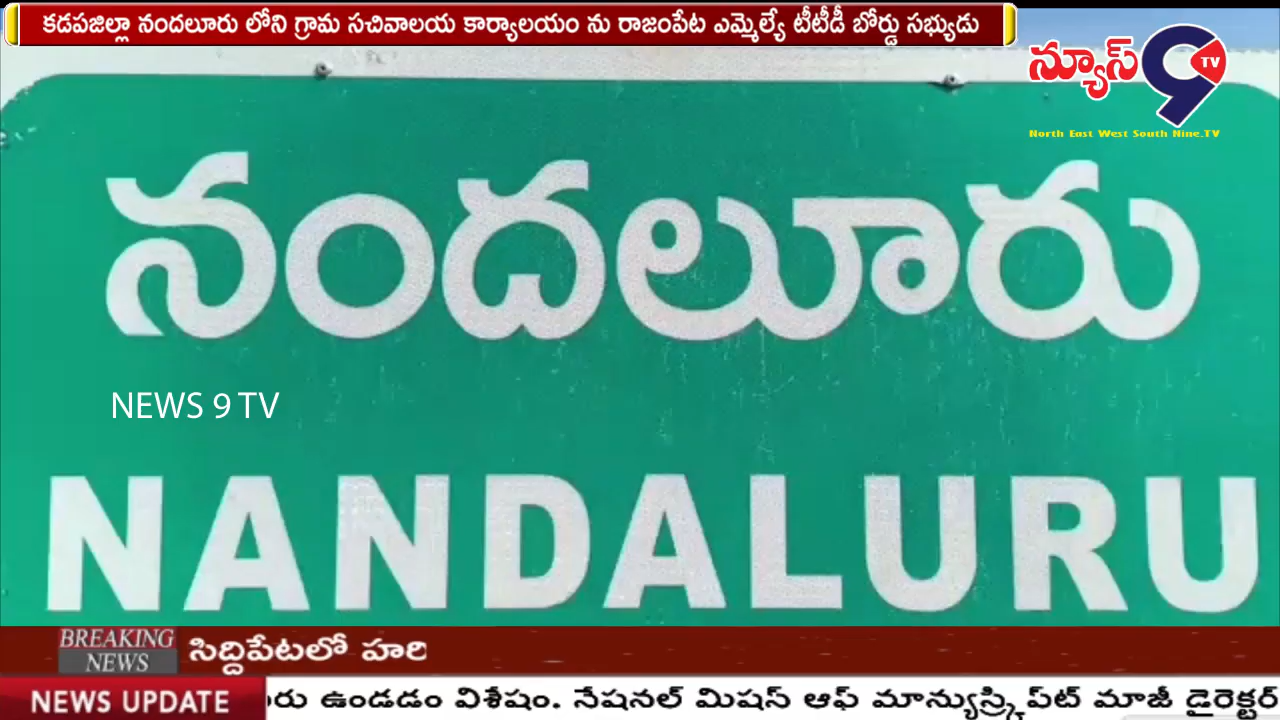 కడపజిల్లా నందలూరు లోని గ్రామ సచివాలయ కార్యాలయం ను రాజంపేట ఎమ్మెల్యే టీటీడీ బోర్డు సభ్యుడు
న్యూస్ 9 TV
North East West South Nine.TV
నందలూరు
NEWS 9 TV
NANDALURU
BREAKING NEWS సిద్దిపేటలో హరి
NEWS UPDATE రు ఉండడం విశేషం. నేషనల్ మిషన్ ఆఫ్ మాన్యుస్క్రిప్ట్ మాజీ డైరెక్టర్